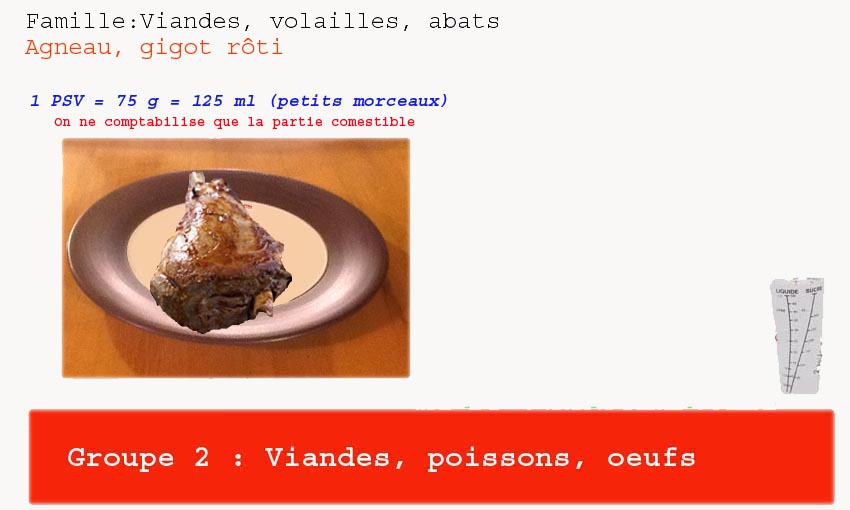 Famille:Viandes, volailles, abats
Agneau, gigot rôti
1 PSV = 75 g = 125 ml (petits morceaux)
On ne comptabilise que la partie comestible
LIQUIDE SUCRE
Groupe 2 : Viandes, poissons, oeufs